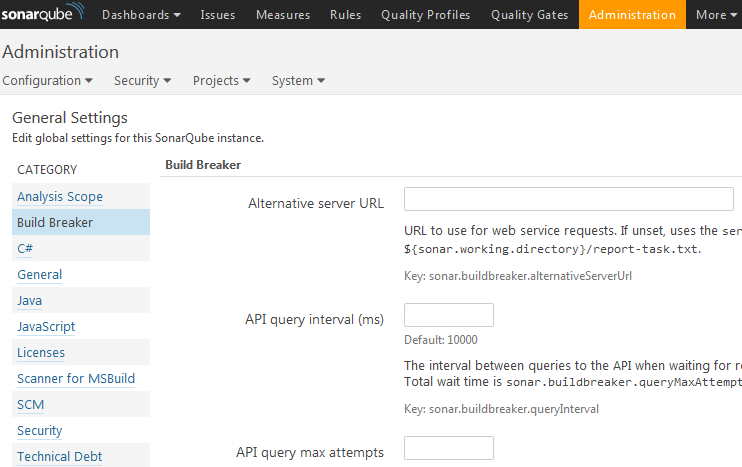 sonarqube Dashboards Issues Measures Rules Quality Profiles Quality Gates Administration More
Administration
Configuration Security Projects System
General Settings
Edit global settings for this SonarQube instance.
CATEGORY
Analysis Scope
Build Breaker
C#
General
Java
JavaScript
Licenses
Scanner for MSBuild
SCM
Security
Technical Debt
Build Breaker
Alternative server URL
URL to use for web service requests. If unset, uses the
${sonar.working.directory}/report-task.txt.
Key: sonar.buildbreaker.alternativeServerUrl
API query interval (ms)
Default: 10000
The interval between queries to the API when waiting for
Total wait time is sonar.buildbreaker.queryMaxAttempt
Key: sonar.buildbreaker.queryInterval
API query max attempts